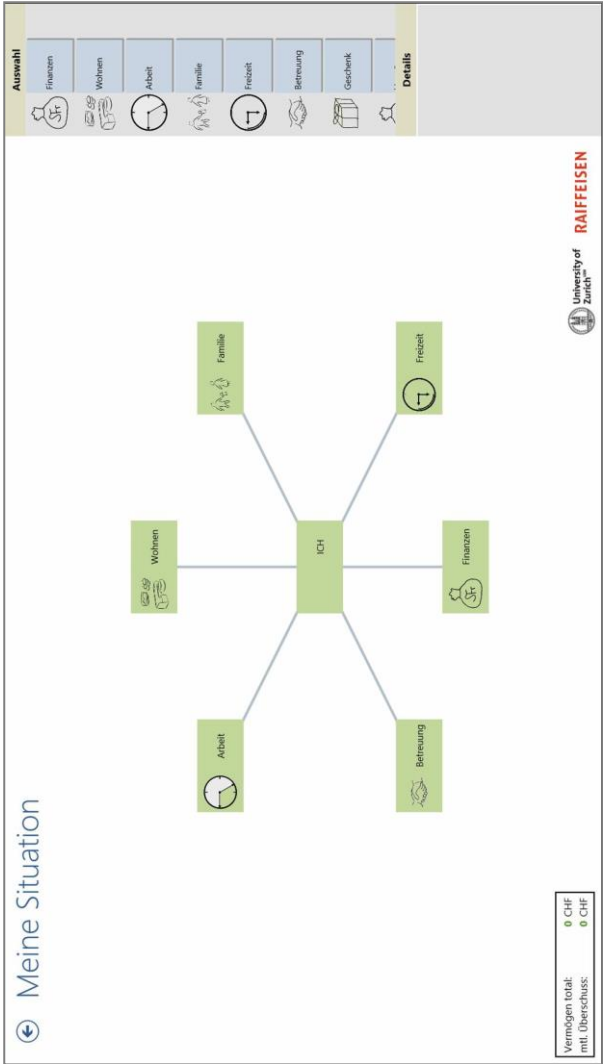 Meine Situation
Arbeit
Wohnen
Familie
ICH
Betreuung
Finanzen
Freizeit
Auswahl
Finanzen
Wohnen
Arbeit
Familie
Freizeit
Betreuung
Geschenk
Details
Vermögen total: 0 CHF
mtl. Überschuss: 0 CHF
University of
Zurich
RAIFFEISEN